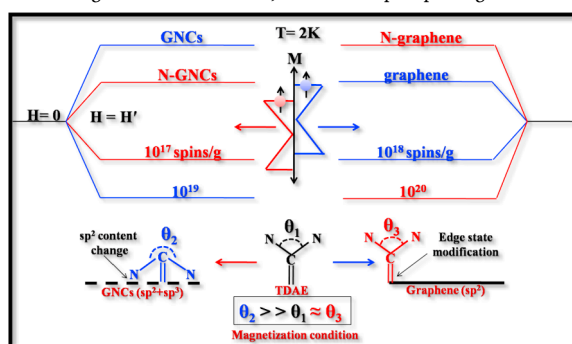 GNCs
T= 2K
N-graphene
M
N-GNCs
graphene
H= 0
H = H′
10¹⁷ spins/g
10¹⁸ spins/g
10¹⁹
10²⁰
θ₂
θ₁
θ₃
sp² content
change
Edge state
modification
N
N
N
N
N
N
C
C
C
GNCs (sp²+sp³)
TDAE
Graphene (sp²)
θ₂ >> θ₁ ≈ θ₃
Magnetization condition